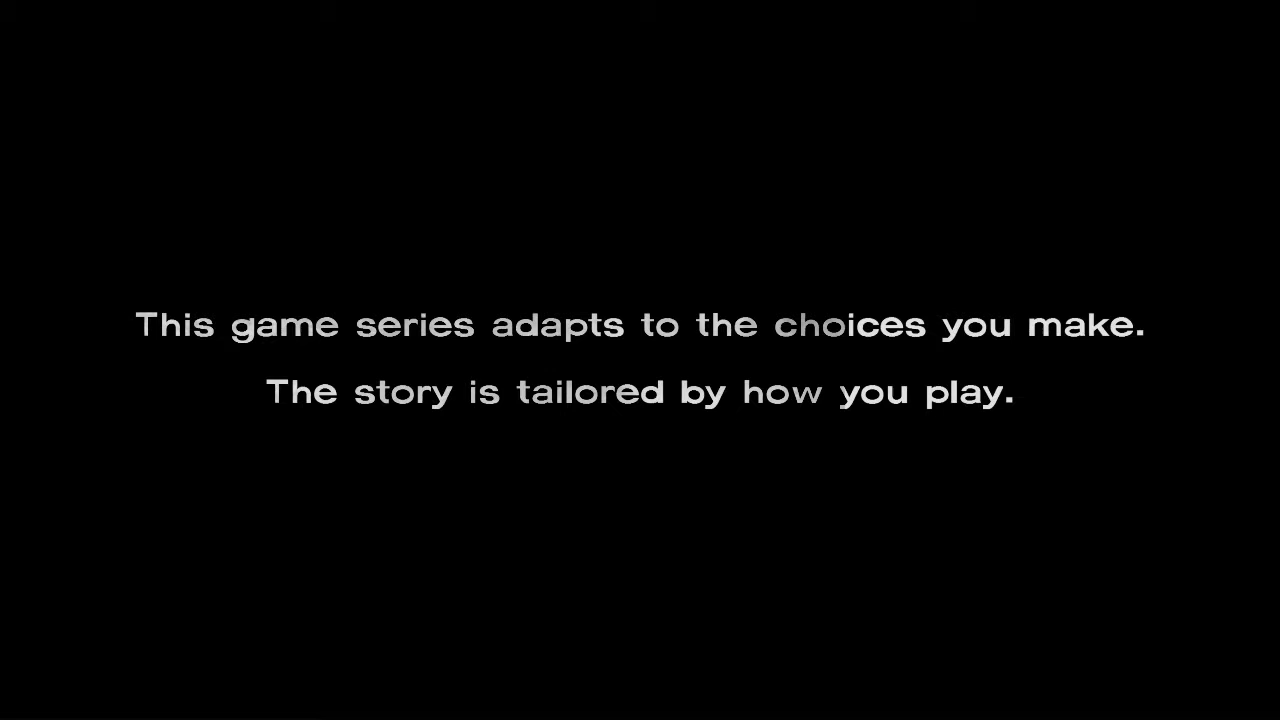 This game series adapts to the choices you make.
The story is tailored by how you play.